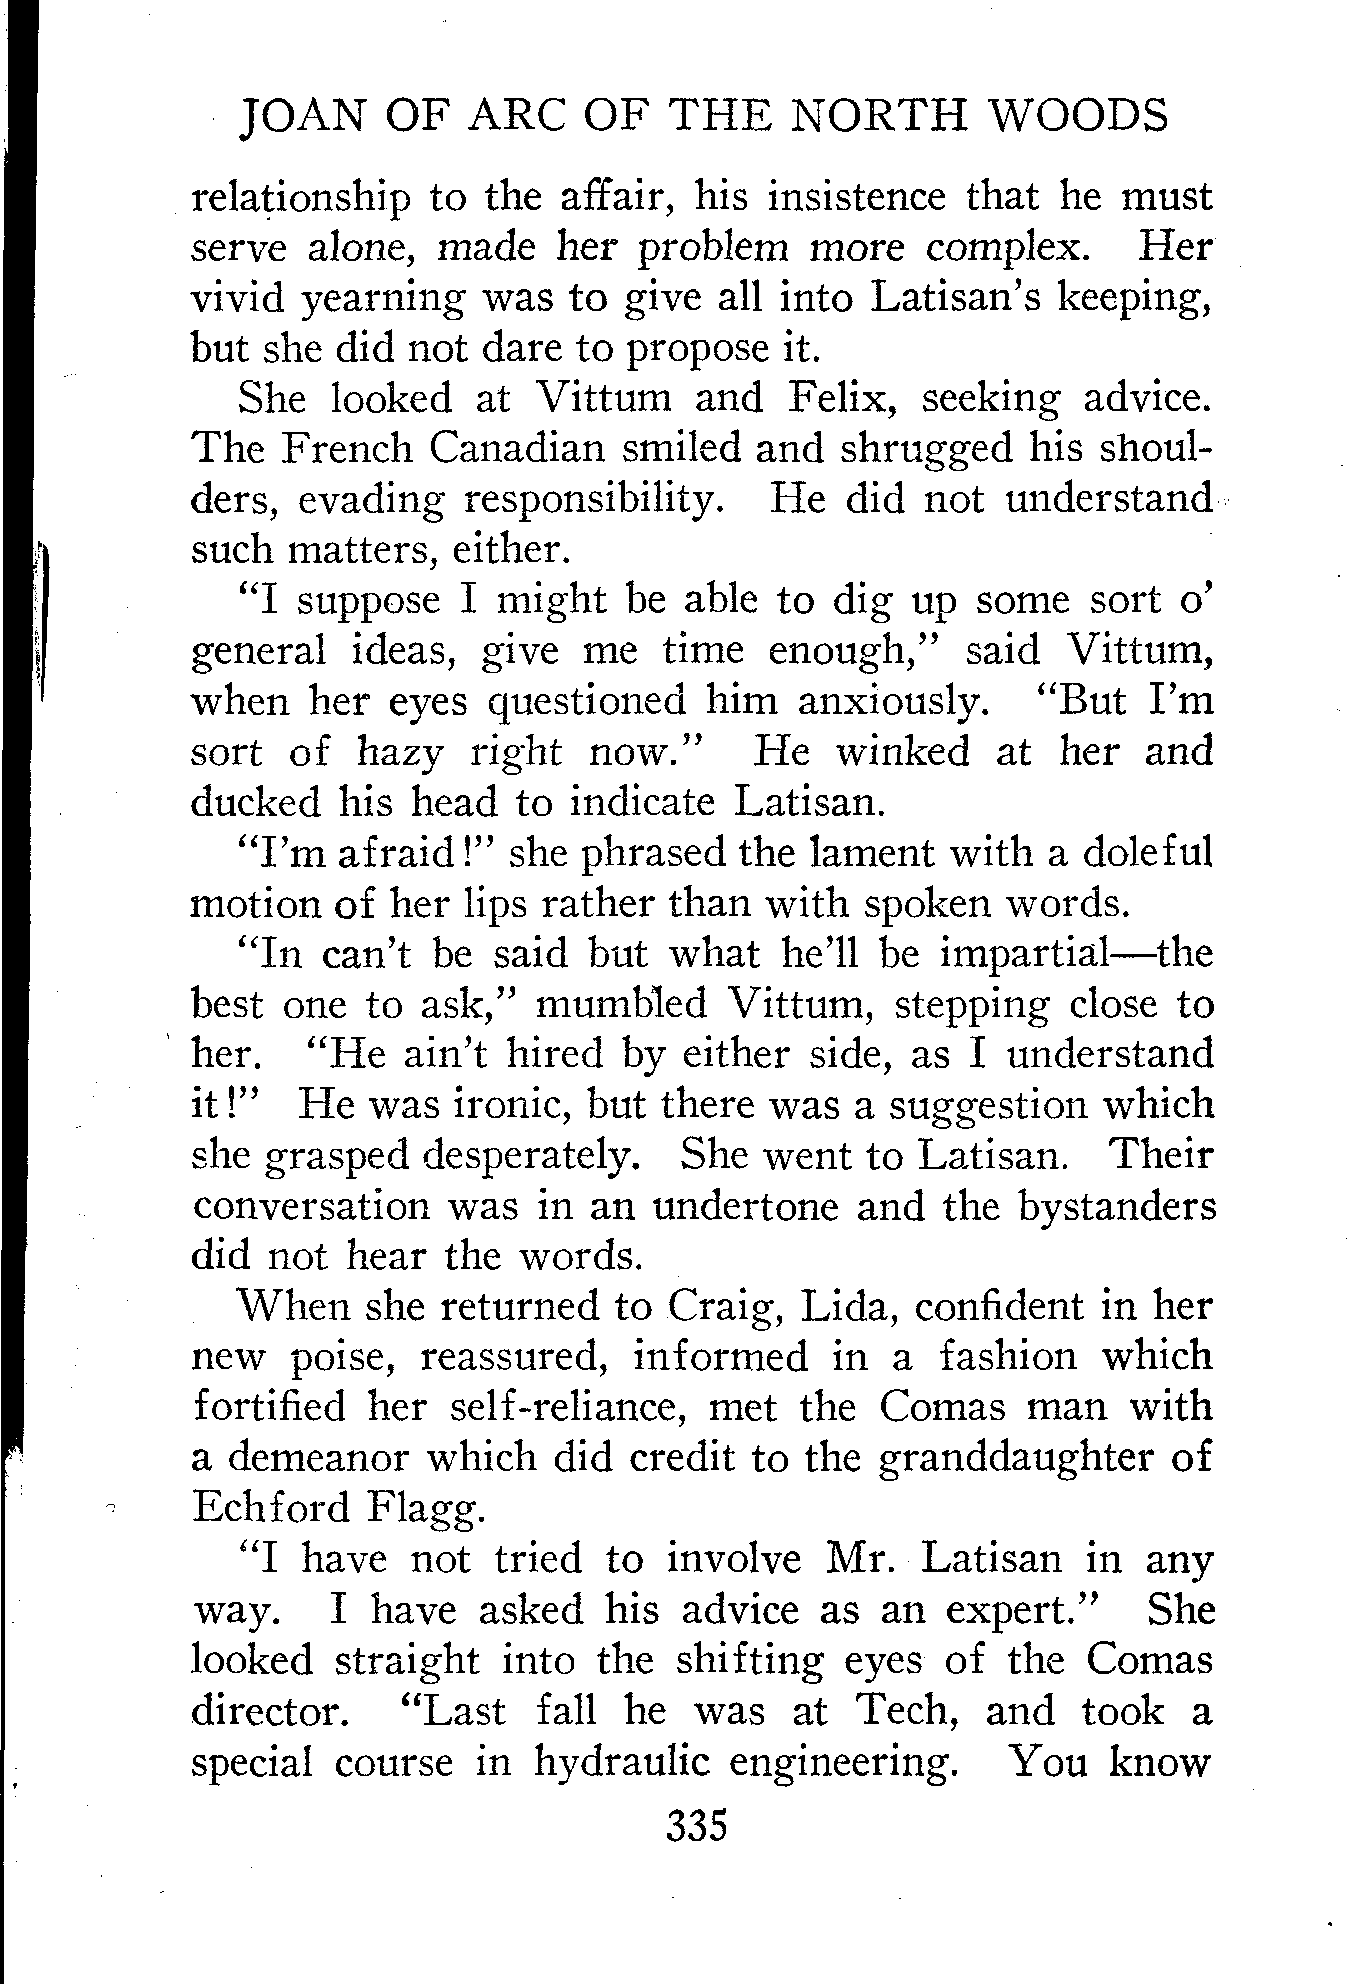 JOAN OF ARC OF THE NORTH WOODS
relationship to the affair, his insistence that he must
serve alone, made her problem more complex. Her
vivid yearning was to give all into Latisan's keeping,
but she did not dare to propose it.
She looked at Vittum and Felix, seeking advice.
The French Canadian smiled and shrugged his shoul-
ders, evading responsibility. He did not understand
such matters, either.
"I suppose I might be able to dig up some sort o'
general ideas, give me time enough," said Vittum,
when her eyes questioned him anxiously. "But I'm
sort of hazy right now." He winked at her and
ducked his head to indicate Latisan.
"I'm afraid!" she phrased the lament with a doleful
motion of her lips rather than with spoken words.
"In can't be said but what he'll be impartial—the
best one to ask," mumbled Vittum, stepping close to
her. "He ain't hired by either side, as I understand
it!" He was ironic, but there was a suggestion which
she grasped desperately. She went to Latisan. Their
conversation was in an undertone and the bystanders
did not hear the words.
When she returned to Craig, Lida, confident in her
new poise, reassured, informed in a fashion which
fortified her self-reliance, met the Comas man with
a demeanor which did credit to the granddaughter of
Echford Flagg.
"I have not tried to involve Mr. Latisan in any
way. I have asked his advice as an expert." She
looked straight into the shifting eyes of the Comas
director. "Last fall he was at Tech, and took a
special course in hydraulic engineering. You know
335